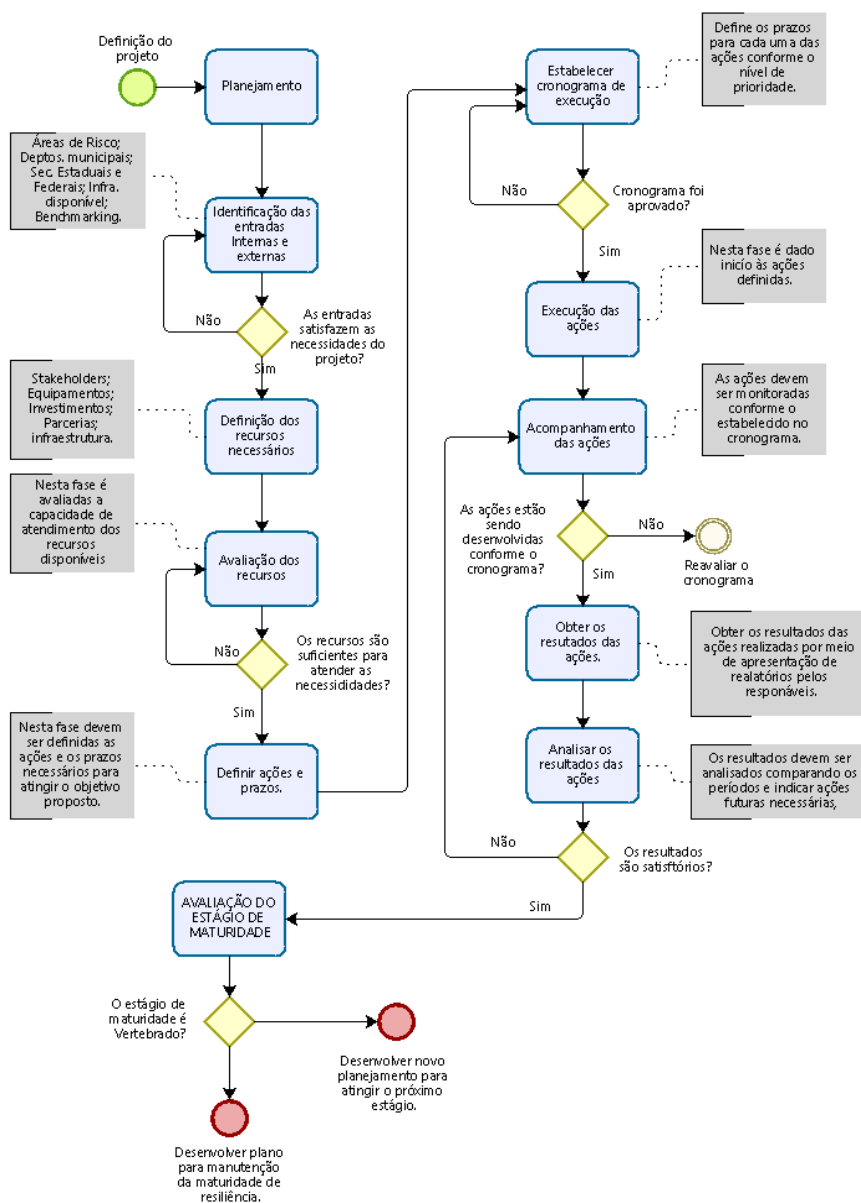 Definição do
projeto
Planejamento
Áreas de Risco;
Deptos. municipais;
Sec. Estaduais e
Federais; Infra.
disponível;
Benchmarking.
Identificação das
entradas
Internas e
externas
Não
As entradas
satisfazem as
necessidades do
projeto?
Sim
Stakeholders;
Equipamentos;
Investimentos;
Parcerias;
infraestrutura.
Definição dos
recursos
necessários
Nesta fase é
avaliadas a
capacidade de
atendimento dos
recursos
disponíveis
Avaliação dos
recursos
Não
Os recursos são
suficientes para
atender as
necessididades?
Sim
Nesta fase devem
ser definidas as
ações e os prazos
necessários para
atingir o objetivo
proposto.
Definir ações e
prazos.
Estabelecer
cronograma de
execução
Define os prazos
para cada uma das
ações conforme o
nível de
prioridade.
Não
Cronograma foi
aprovado?
Sim
Execução das
ações
Nesta fase é dado
inicío às ações
definidas.
Acompanhamento
das ações
As ações devem
ser monitoradas
conforme o
estabelecido no
cronograma.
As ações estão
sendo
desenvolvidas
conforme o
cronograma?
Não
Reavaliar o
cronograma
Sim
Obter os
resutados das
ações.
Obter os resultados das
ações realizadas por meio
de apresentação de
realatórios pelos
responáveis.
Analisar os
resultados das
ações
Os resultados devem ser
analisados comparando os
períodos e indicar ações
futuras necessárias,
Não
Os resultados
são satisftórios?
Sim
AVALIAÇÃO DO
ESTÁGIO DE
MATURIDADE
O estágio de
maturidade é
Vertebrado?
Desenvolver novo
planejamento para
atingir o próximo
estágio.
Desenvolver plano
para manutenção
da maturidade de
resiliência.